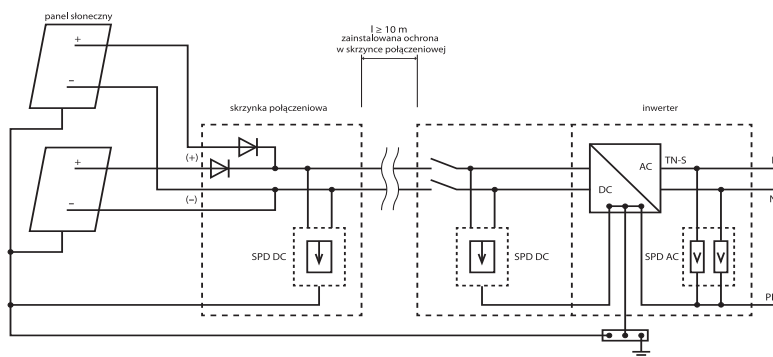 panel słoneczny
l ≥ 10 m
zainstalowana ochrona
w skrzynce połączeniowej
skrzynka połączeniowa
inwerter
+
−
(+)
+
(−)
−
AC
DC
TN-S
N
SPD DC
SPD DC
SPD AC